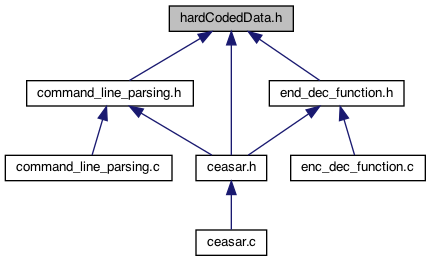 hardCodedData.h
command_line_parsing.h
end_dec_function.h
command_line_parsing.c
ceasar.h
enc_dec_function.c
ceasar.c